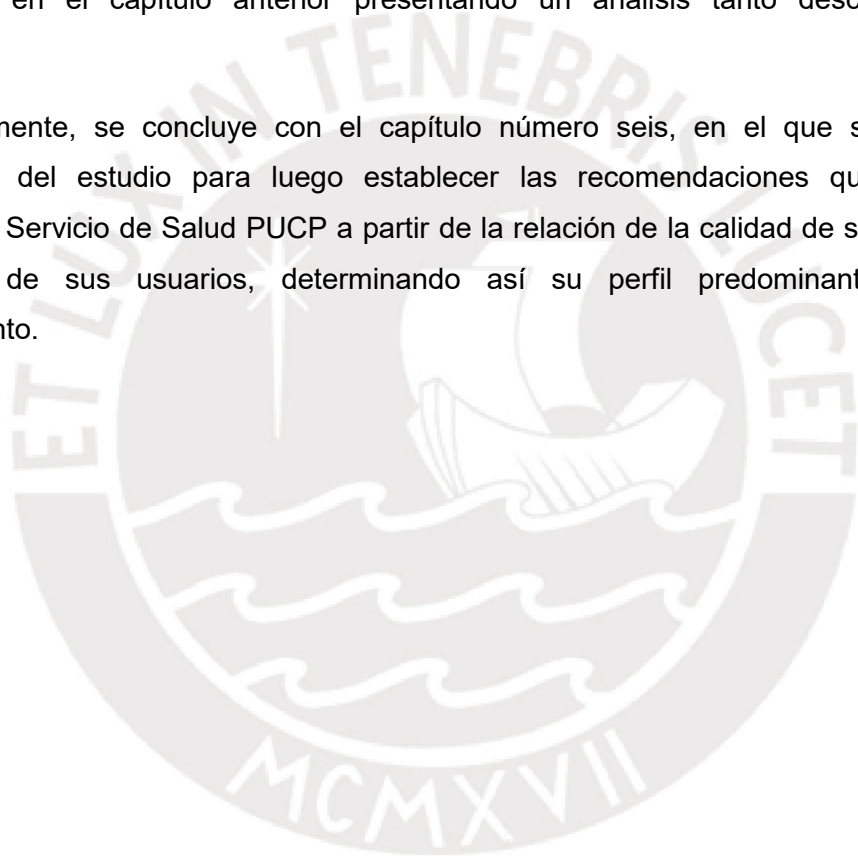 en el capítulo anterior presentando un análisis tanto desc
mente, se concluye con el capítulo número seis, en el que s
del estudio para luego establecer las recomendaciones qu
Servicio de Salud PUCP a partir de la relación de la calidad de s
de sus usuarios, determinando así su perfil predominant
nto.
ET LUX IN TENEBRIS LUCET
MCMXVII